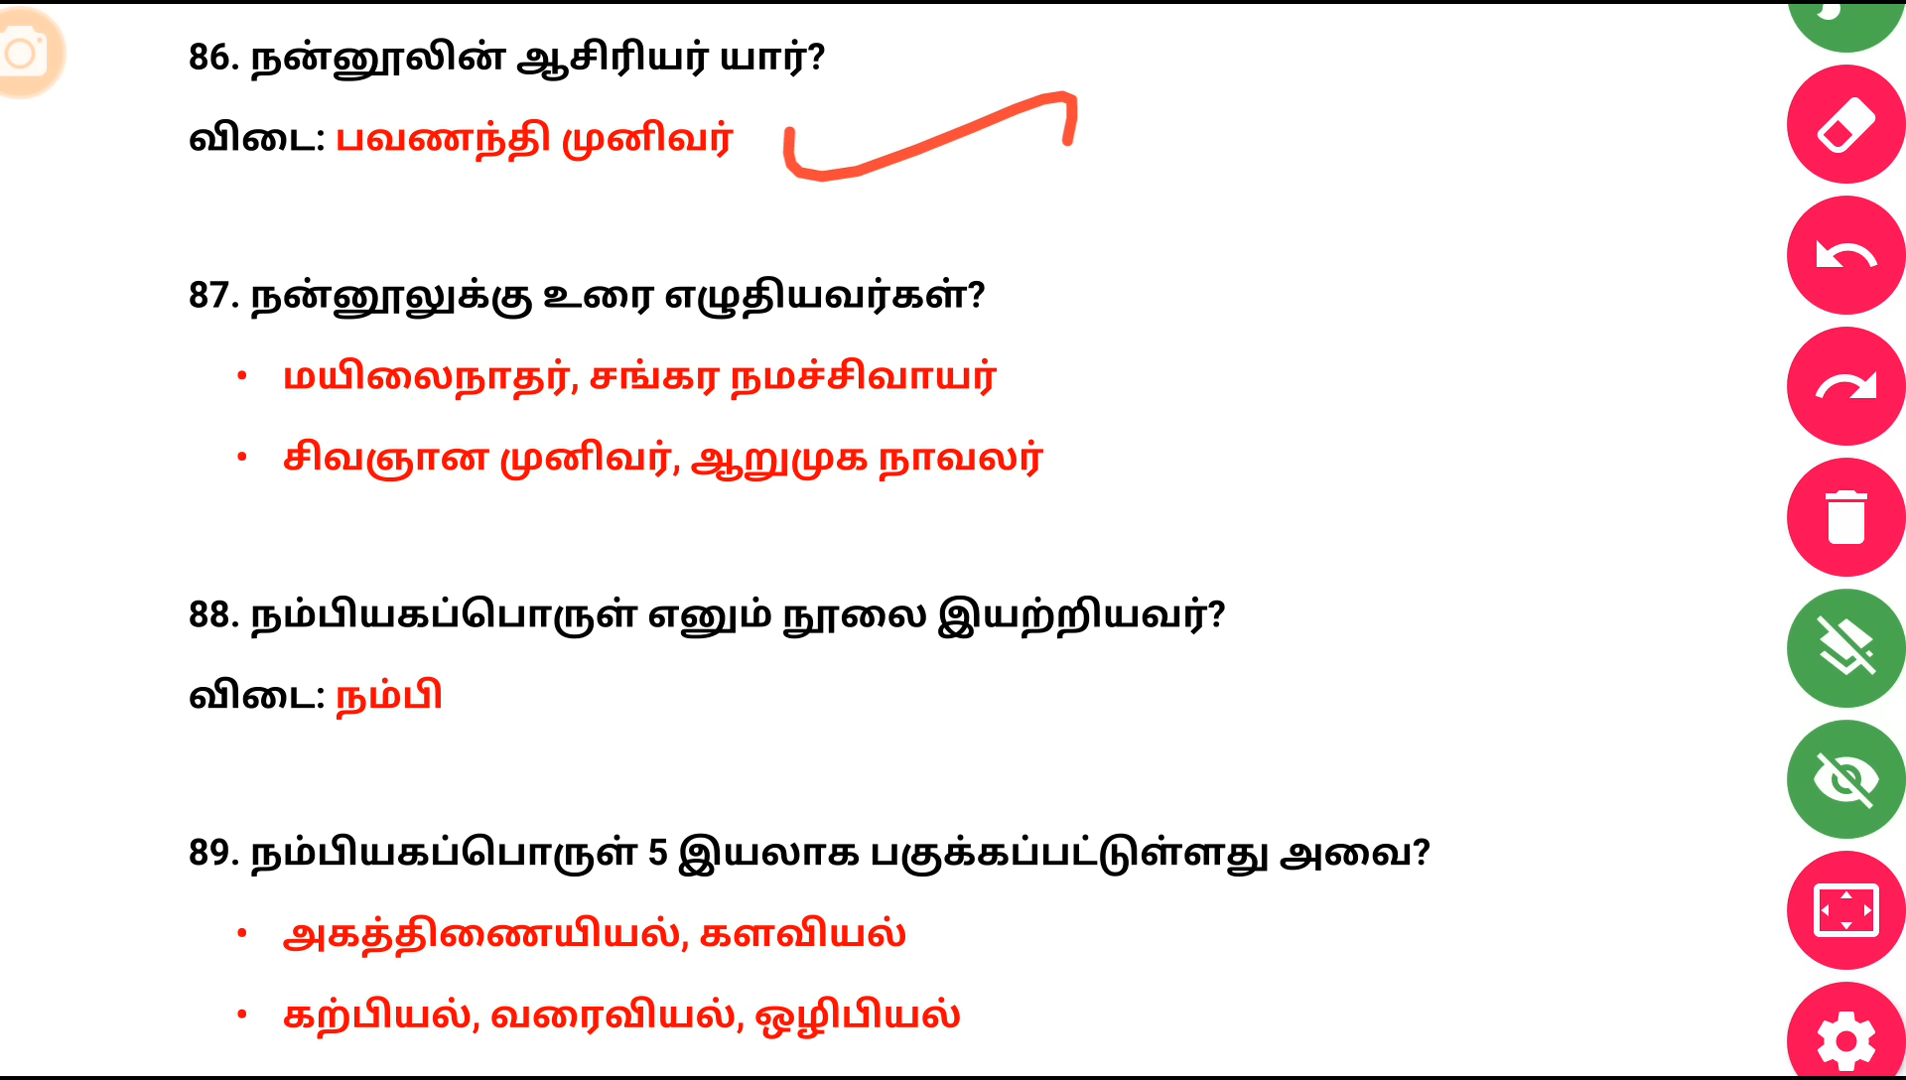 86. நன்னூலின் ஆசிரியர் யார்?
விடை: பவணந்தி முனிவர்
87. நன்னூலுக்கு உரை எழுதியவர்கள்?
• மயிலைநாதர், சங்கர நமச்சிவாயர்
• சிவஞான முனிவர், ஆறுமுக நாவலர்
88. நம்பியகப்பொருள் எனும் நூலை இயற்றியவர்?
விடை: நம்பி
89. நம்பியகப்பொருள் 5 இயலாக பகுக்கப்பட்டுள்ளது அவை?
• அகத்திணையியல், களவியல்
• கற்பியல், வரைவியல், ஒழிபியல்